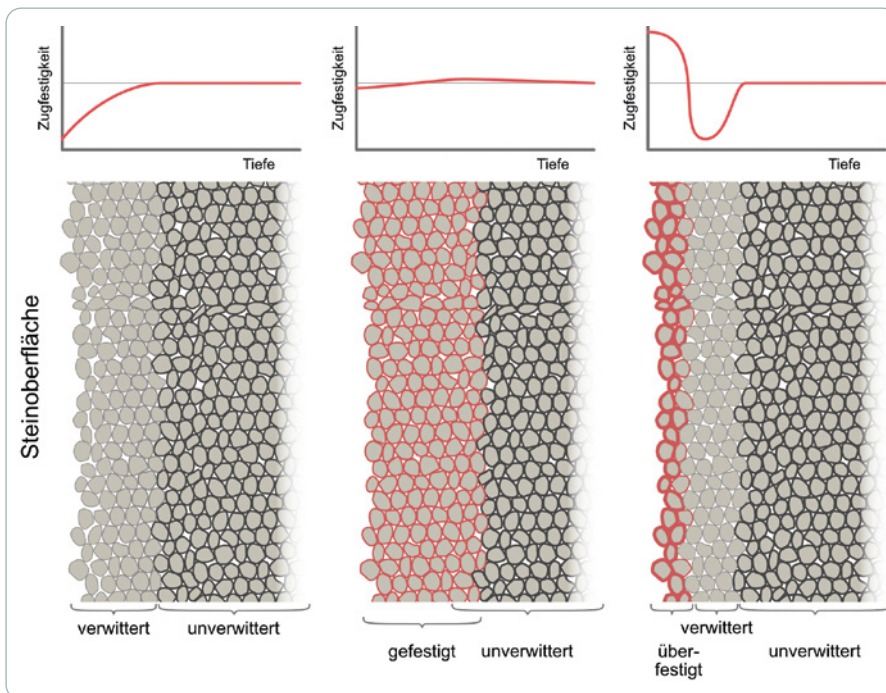 Zugfestigkeit
Tiefe
Zugfestigkeit
Tiefe
Zugfestigkeit
Tiefe
Steinoberfläche
verwittert
unverwittert
gefestigt
unverwittert
verwittert
über-
festigt
unverwittert